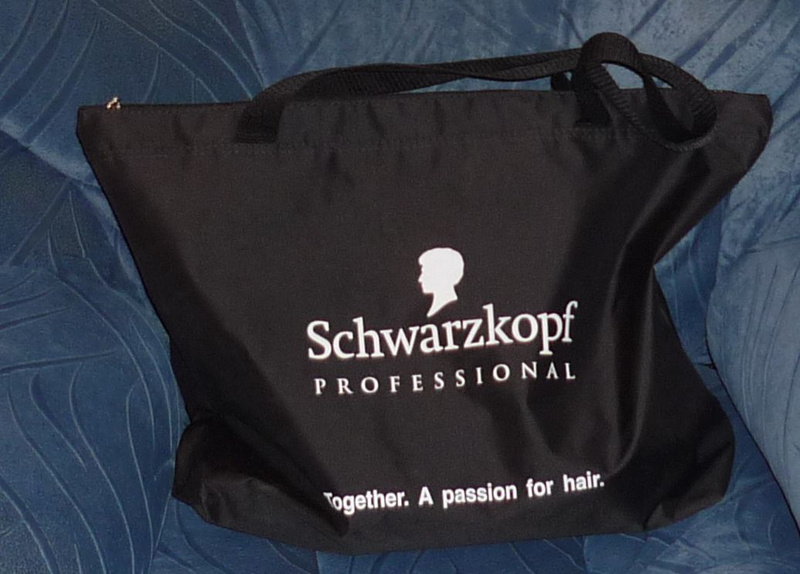 Schwarzkopf
PROFESSIONAL
Together. A passion for hair.